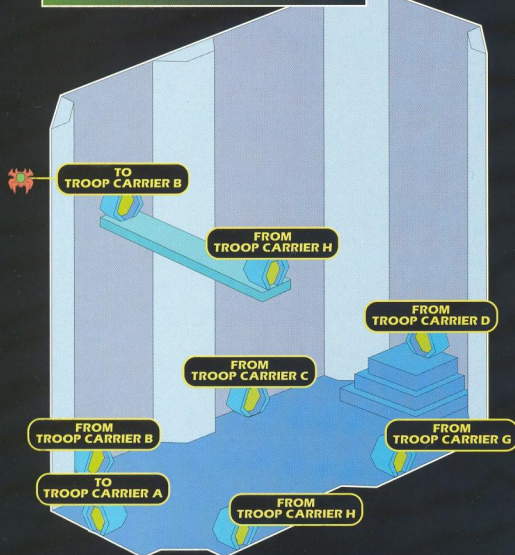 TO
TROOP CARRIER B
FROM
TROOP CARRIER H
FROM
TROOP CARRIER D
FROM
TROOP CARRIER C
FROM
TROOP CARRIER B
FROM
TROOP CARRIER G
TO
TROOP CARRIER A
FROM
TROOP CARRIER H